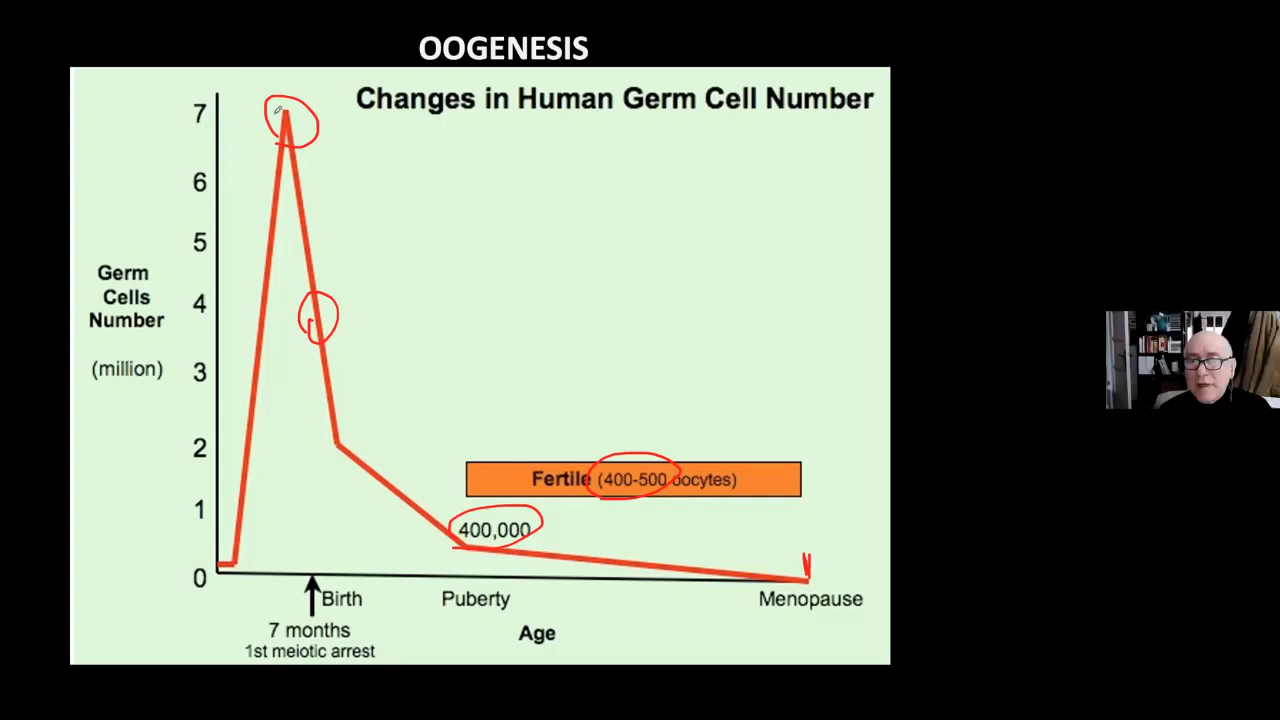 OOGENESIS
Changes in Human Germ Cell Number
7
6
5
4
3
2
1
0
Germ
Cells
Number
(million)
Fertile (400-500 oocytes)
400,000
Birth
Puberty
Menopause
7 months
1st meiotic arrest
Age